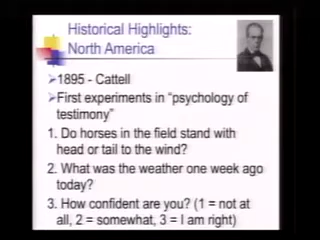 Historical Highlights:
North America
1895 - Cattell
First experiments in “psychology of
testimony”
1. Do horses in the field stand with
head or tail to the wind?
2. What was the weather one week ago
today?
3. How confident are you? (1 = not at
all, 2 = somewhat, 3 = I am right)